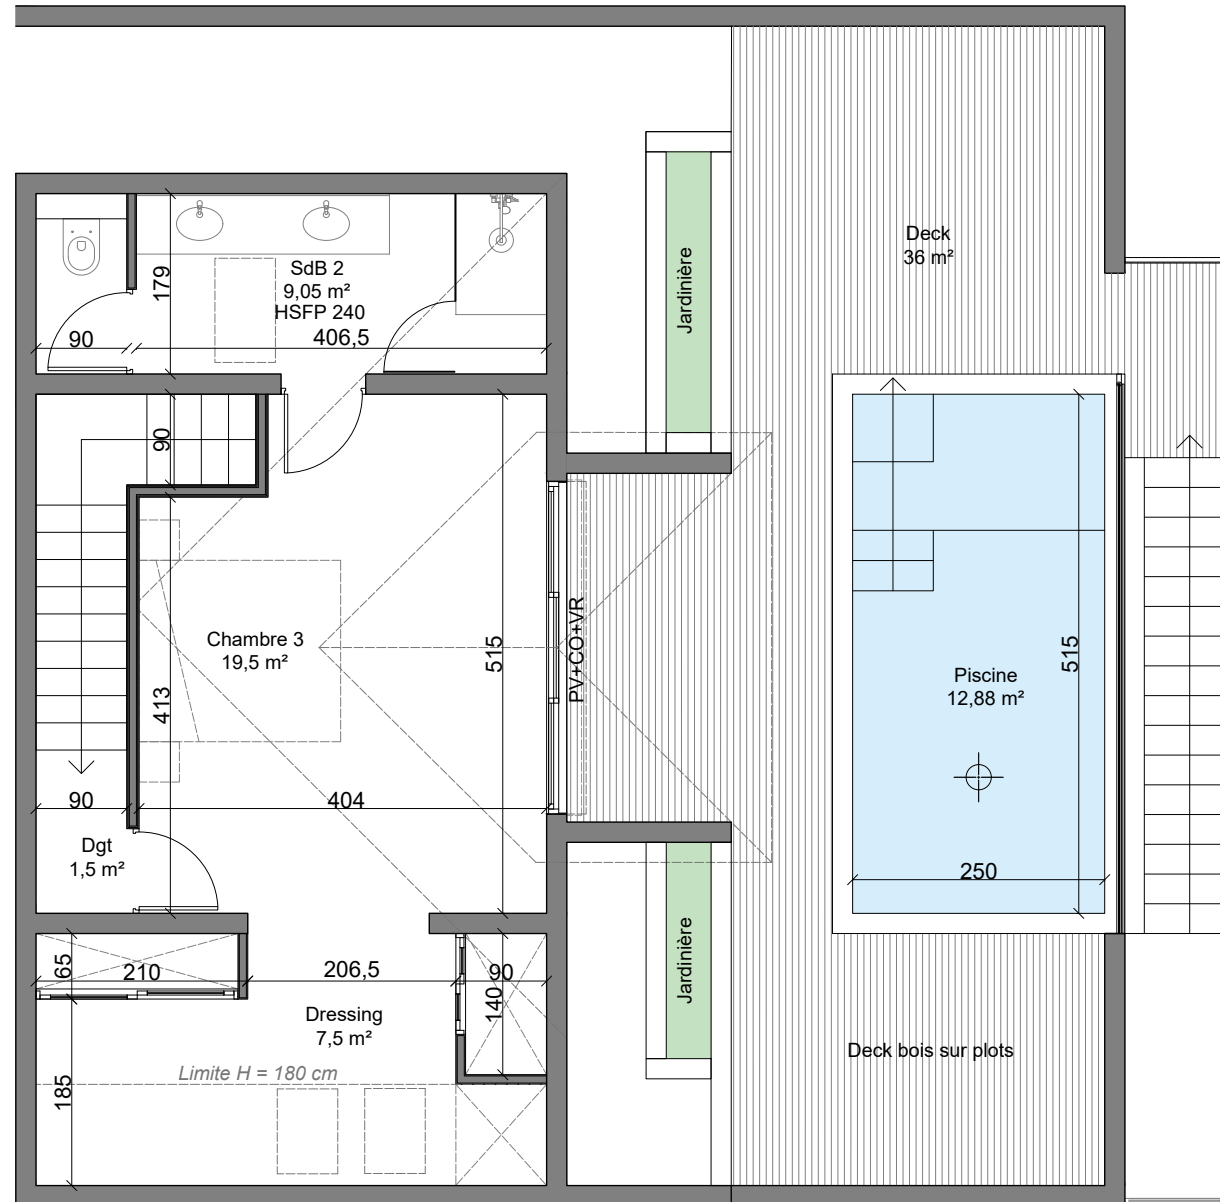 Deck
36 m²
Jardinière
SdB 2
9,05 m²
HSFP 240
179
90
406,5
90
Chambre 3
19,5 m²
413
515
PV+CO+VR
515
Piscine
12,88 m²
90
404
Dgt
1,5 m²
250
Jardinière
65
210
206,5
90
140
Dressing
7,5 m²
Deck bois sur plots
Limite H = 180 cm
185